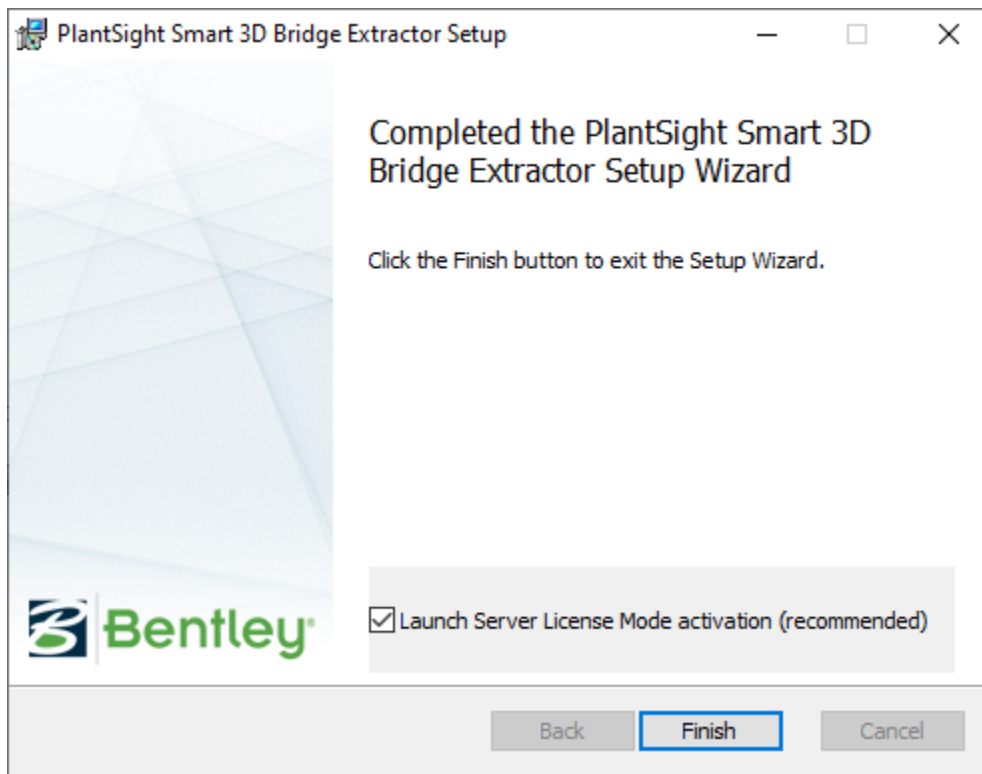 PlantSight Smart 3D Bridge Extractor Setup
Completed the PlantSight Smart 3D
Bridge Extractor Setup Wizard
Click the Finish button to exit the Setup Wizard.
Launch Server License Mode activation (recommended)
Bentley
Back
Finish
Cancel